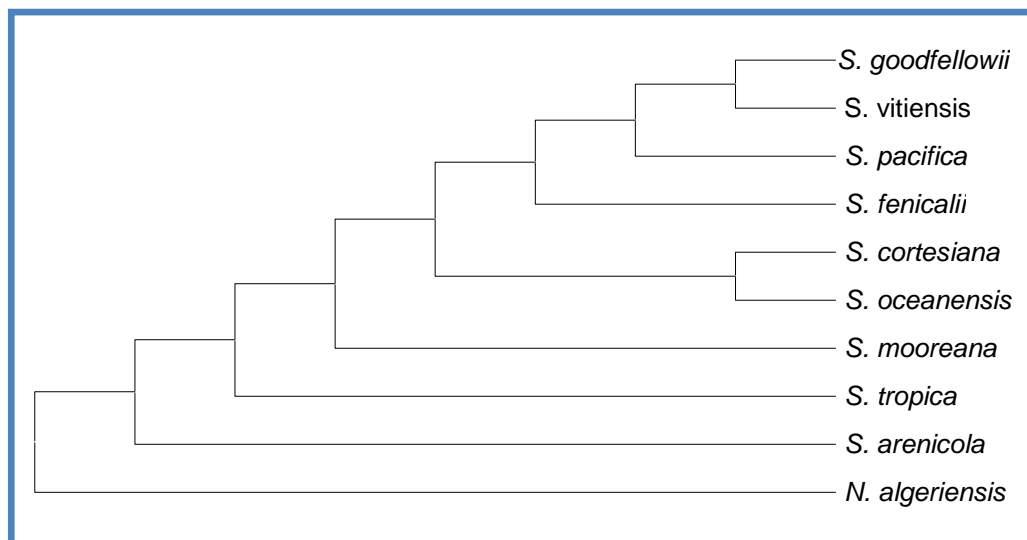 S. goodfellowii
S. vitiensis
S. pacifica
S. fenicalii
S. cortesiana
S. oceanensis
S. mooreana
S. tropica
S. arenicola
N. algeriensis